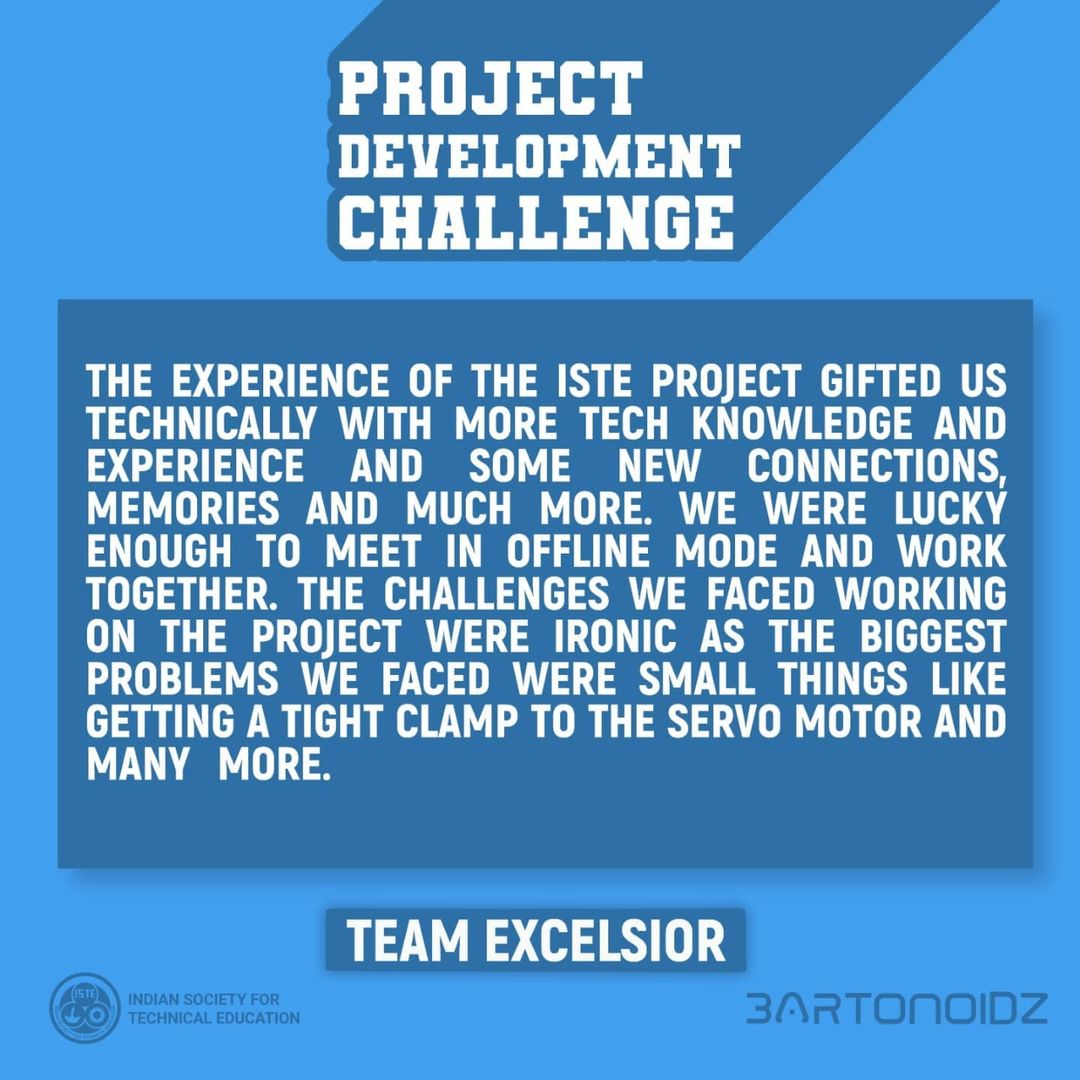 PROJECT
DEVELOPMENT
CHALLENGE
THE EXPERIENCE OF THE ISTE PROJECT GIFTED US
TECHNICALLY WITH MORE TECH KNOWLEDGE AND
EXPERIENCE AND SOME NEW CONNECTIONS,
MEMORIES AND MUCH MORE. WE WERE LUCKY
ENOUGH TO MEET IN OFFLINE MODE AND WORK
TOGETHER. THE CHALLENGES WE FACED WORKING
ON THE PROJECT WERE IRONIC AS THE BIGGEST
PROBLEMS WE FACED WERE SMALL THINGS LIKE
GETTING A TIGHT CLAMP TO THE SERVO MOTOR AND
MANY MORE.
TEAM EXCELSIOR
ISTE
INDIAN SOCIETY FOR
TECHNICAL EDUCATION
BARTONOIDZ